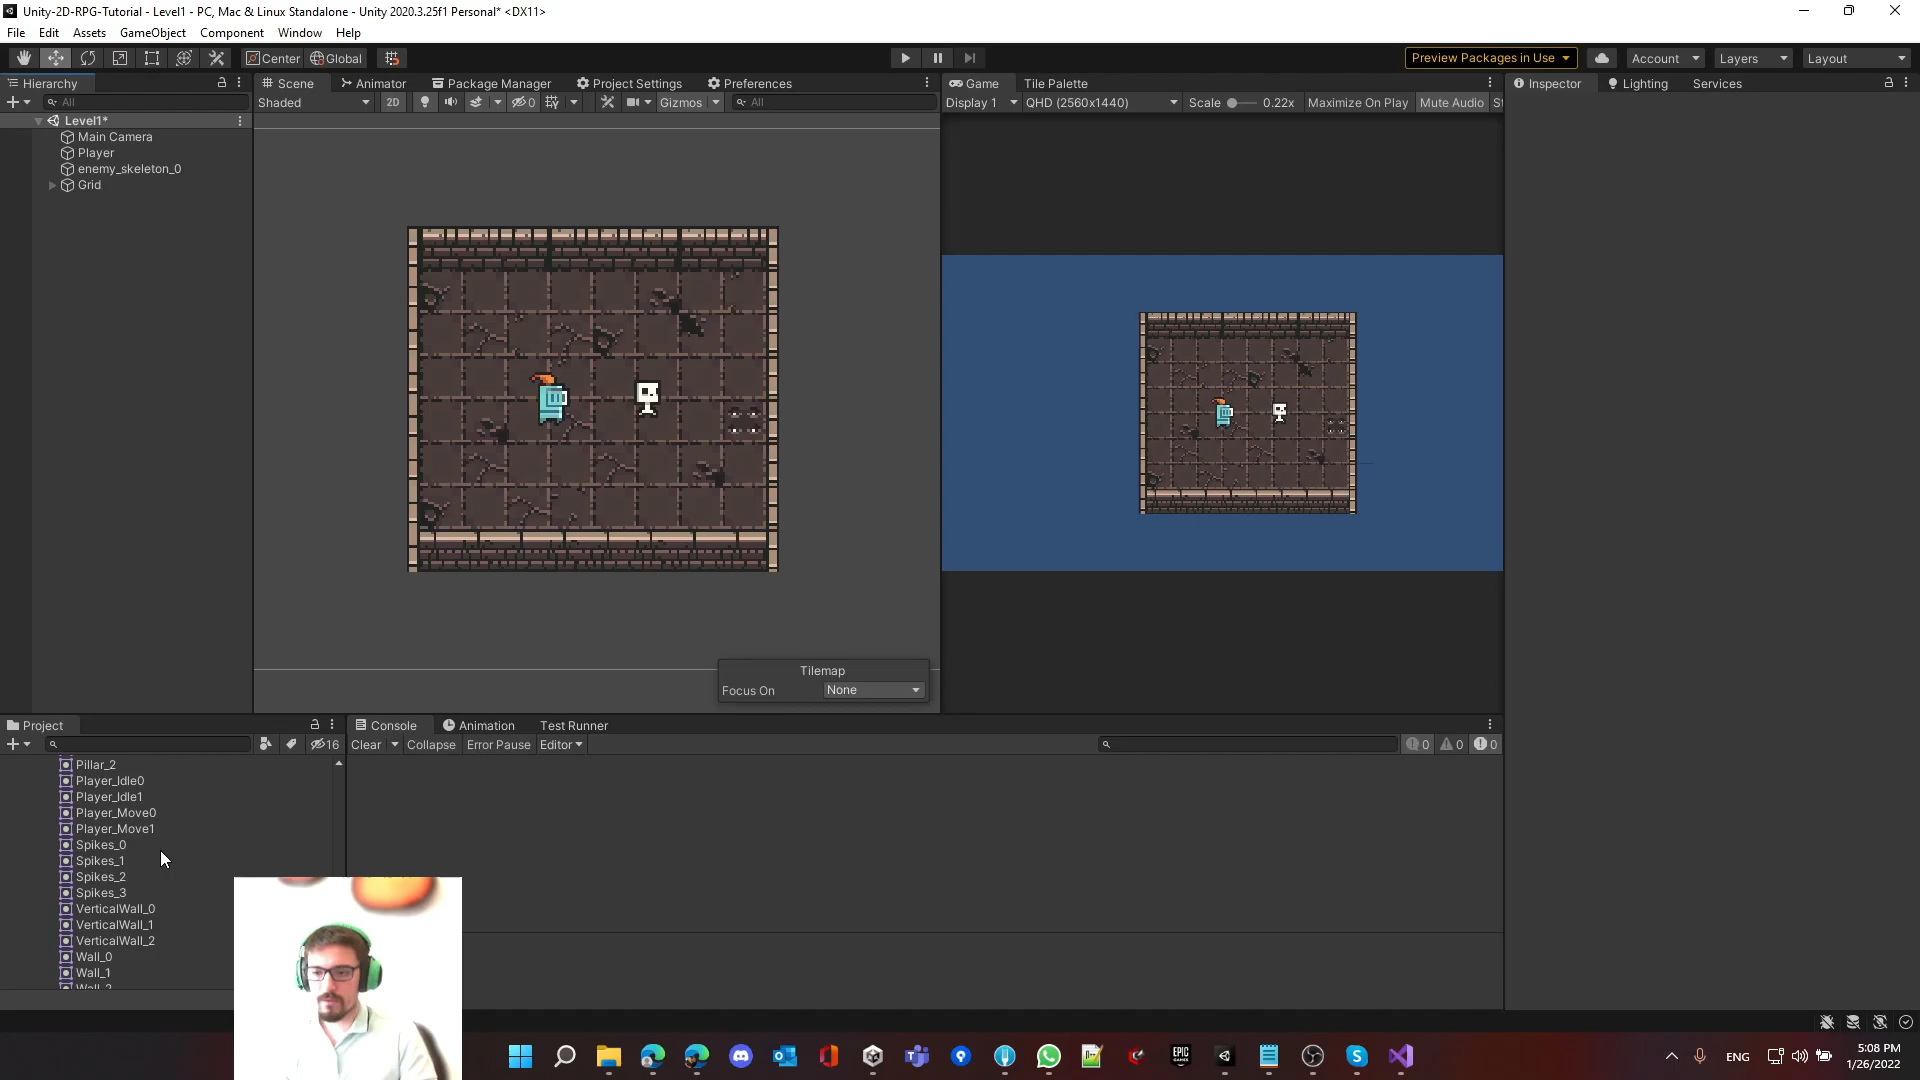 Unity-2D-RPG-Tutorial - Level1 - PC, Mac & Linux Standalone - Unity 2020.3.25f1 Personal* <DX11>
File Edit Assets GameObject Component Window Help
Center Global
Preview Packages in Use Account Layers Layout
Hierarchy
All
Level1*
Main Camera
Player
enemy_skeleton_0
Grid
Scene Animator Package Manager Project Settings Preferences
Shaded 2D 0 Gizmos All
Tilemap
Focus On None
Game Tile Palette
Display 1 QHD (2560x1440) Scale 0.22x Maximize On Play Mute Audio St
Inspector Lighting Services
Project
16
Pillar_2
Player_Idle0
Player_Idle1
Player_Move0
Player_Move1
Spikes_0
Spikes_1
Spikes_2
Spikes_3
VerticalWall_0
VerticalWall_1
VerticalWall_2
Wall_0
Wall_1
Wall_2
Console Animation Test Runner
Clear Collapse Error Pause Editor
0 0 0
EPIC GAMES
ENG
5:08 PM
1/26/2022